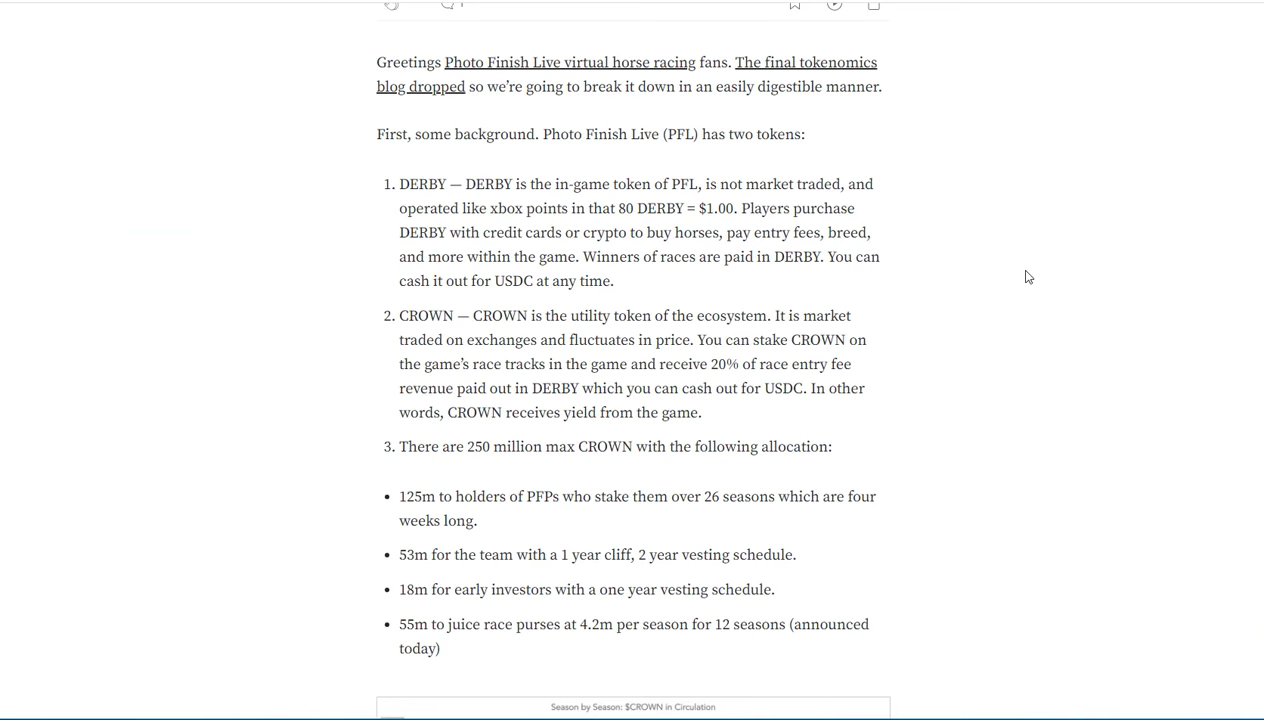 Greetings Photo Finish Live virtual horse racing fans. The final tokenomics
blog dropped so we’re going to break it down in an easily digestible manner.
First, some background. Photo Finish Live (PFL) has two tokens:
1. DERBY — DERBY is the in-game token of PFL, is not market traded, and
operated like xbox points in that 80 DERBY = $1.00. Players purchase
DERBY with credit cards or crypto to buy horses, pay entry fees, breed,
and more within the game. Winners of races are paid in DERBY. You can
cash it out for USDC at any time.
2. CROWN — CROWN is the utility token of the ecosystem. It is market
traded on exchanges and fluctuates in price. You can stake CROWN on
the game’s race tracks in the game and receive 20% of race entry fee
revenue paid out in DERBY which you can cash out for USDC. In other
words, CROWN receives yield from the game.
3. There are 250 million max CROWN with the following allocation:
• 125m to holders of PFPs who stake them over 26 seasons which are four
weeks long.
• 53m for the team with a 1 year cliff, 2 year vesting schedule.
• 18m for early investors with a one year vesting schedule.
• 55m to juice race purses at 4.2m per season for 12 seasons (announced
today)
Season by Season: $CROWN in Circulation